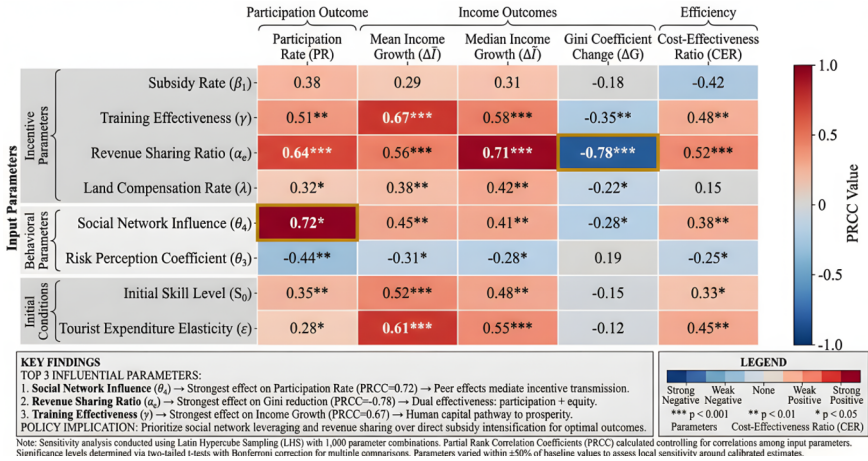 Participation Outcome Income Outcomes Efficiency
Participation Rate (PR) Mean Income Growth (ΔĪ) Median Income Growth (ΔĨ) Gini Coefficient Change (ΔG) Cost-Effectiveness Ratio (CER)
Input Parameters
Incentive Parameters
Subsidy Rate (β₁) 0.38 0.29 0.31 -0.18 -0.42
Training Effectiveness (γ) 0.51** 0.67*** 0.58*** -0.35** 0.48**
Revenue Sharing Ratio (αₑ) 0.64*** 0.56*** 0.71*** -0.78*** 0.52***
Land Compensation Rate (λ) 0.32* 0.38** 0.42** -0.22* 0.15
Behavioral Parameters
Social Network Influence (θ₄) 0.72* 0.45** 0.41** -0.28* 0.38**
Risk Perception Coefficient (θ₃) -0.44** -0.31* -0.28* 0.19 -0.25*
Initial Conditions
Initial Skill Level (S₀) 0.35** 0.52*** 0.48** -0.15 0.33*
Tourist Expenditure Elasticity (ε) 0.28* 0.61*** 0.55*** -0.12 0.45**
1.0
0.5
0
-0.5
-1.0
PRCC Value
KEY FINDINGS
TOP 3 INFLUENTIAL PARAMETERS:
1. Social Network Influence (θ₄) → Strongest effect on Participation Rate (PRCC=0.72) → Peer effects mediate incentive transmission.
2. Revenue Sharing Ratio (αₑ) → Strongest effect on Gini reduction (PRCC=-0.78) → Dual effectiveness: participation + equity.
3. Training Effectiveness (γ) → Strongest effect on Income Growth (PRCC=0.67) → Human capital pathway to prosperity.
POLICY IMPLICATION: Prioritize social network leveraging and revenue sharing over direct subsidy intensification for optimal outcomes.
LEGEND
Strong Negative Weak Negative None Weak Positive Strong Positive
*** p < 0.001 ** p < 0.01 * p < 0.05
Parameters Cost-Effectiveness Ratio (CER)
Note: Sensitivity analysis conducted using Latin Hypercube Sampling (LHS) with 1,000 parameter combinations. Partial Rank Correlation Coefficients (PRCC) calculated controlling for correlations among input parameters.
Significance levels determined via two-tailed t-tests with Bonferroni correction for multiple comparisons. Parameters varied within ±50% of baseline values to assess local sensitivity around calibrated estimates.